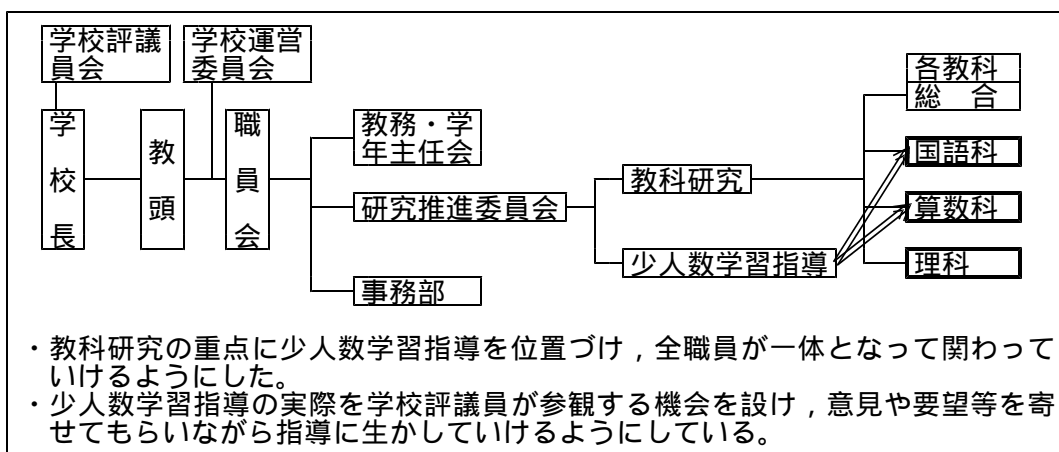 学校評議
員会
学校運営
委員会
学校長
教頭
職員会
教務・学
年主任会
研究推進委員会
事務部
教科研究
少人数学習指導
各教科
総　合
国語科
算数科
理科
・教科研究の重点に少人数学習指導を位置づけ，全職員が一体となって関わって
いけるようにした。
・少人数学習指導の実際を学校評議員が参観する機会を設け，意見や要望等を寄
せてもらいながら指導に生かしていけるようにしている。